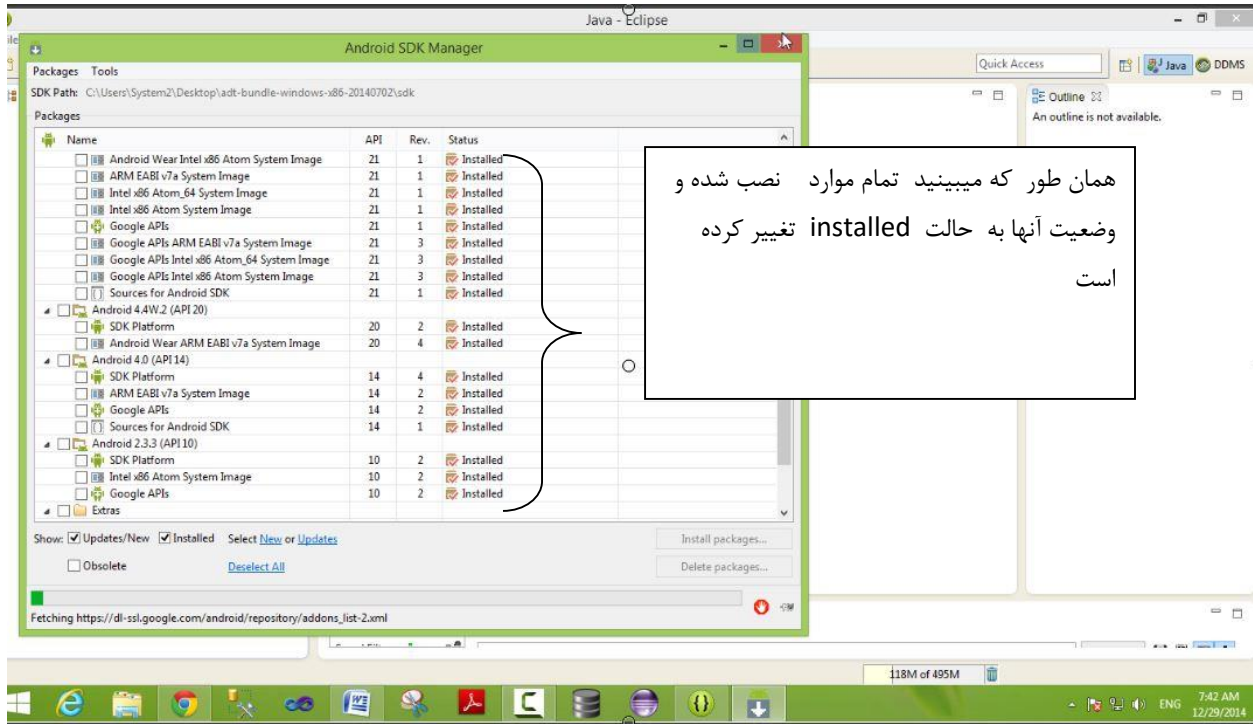 Java - Eclipse
Android SDK Manager
Packages Tools
SDK Path: C:\Users\System2\Desktop\adt-bundle-windows-x86-20140702\sdk
Packages
Name API Rev. Status
Android Wear Intel x86 Atom System Image 21 1 Installed
ARM EABI v7a System Image 21 1 Installed
Intel x86 Atom_64 System Image 21 1 Installed
Intel x86 Atom System Image 21 1 Installed
Google APIs 21 1 Installed
Google APIs ARM EABI v7a System Image 21 3 Installed
Google APIs Intel x86 Atom_64 System Image 21 3 Installed
Google APIs Intel x86 Atom System Image 21 3 Installed
Sources for Android SDK 21 1 Installed
Android 4.4W.2 (API 20)
SDK Platform 20 2 Installed
Android Wear ARM EABI v7a System Image 20 4 Installed
Android 4.0 (API 14)
SDK Platform 14 4 Installed
ARM EABI v7a System Image 14 2 Installed
Google APIs 14 2 Installed
Sources for Android SDK 14 1 Installed
Android 2.3.3 (API 10)
SDK Platform 10 2 Installed
Intel x86 Atom System Image 10 2 Installed
Google APIs 10 2 Installed
Extras
Show: Updates/New Installed Select New or Updates
Install packages...
Obsolete Deselect All
Delete packages...
Fetching https://dl-ssl.google.com/android/repository/addons_list-2.xml
Quick Access
Java DDMS
Outline
An outline is not available.
همان طور که میبینید تمام موارد نصب شده و
وضعیت آنها به حالت installed تغییر کرده
است
118M of 495M
ENG
7:42 AM
12/29/2014